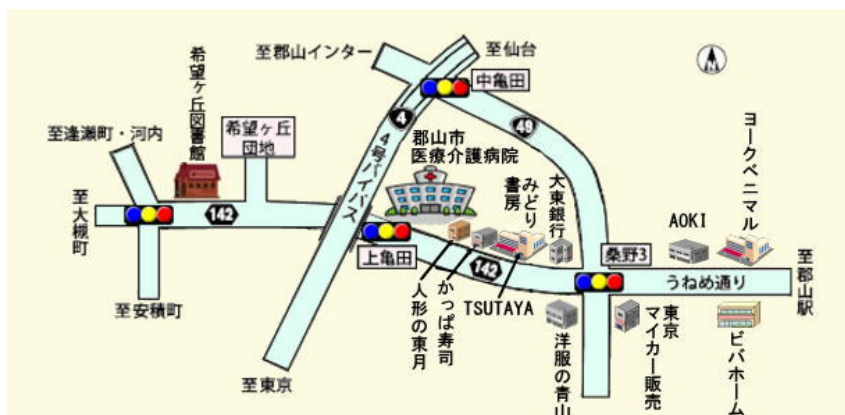 至郡山インター
至仙台
中亀田
4
49
4号バイパス
希望ヶ丘図書館
希望ヶ丘
団地
至逢瀬町・河内
至大槻町
142
至安積町
至東京
郡山市
医療介護病院
上亀田
人形の東月
かっぱ寿司
142
TSUTAYA
みどり
書房
大東銀行
桑野3
AOKI
ヨークベニマル
うねめ通り
至郡山駅
洋服の青山
東京
マイカー販売
ビバホーム